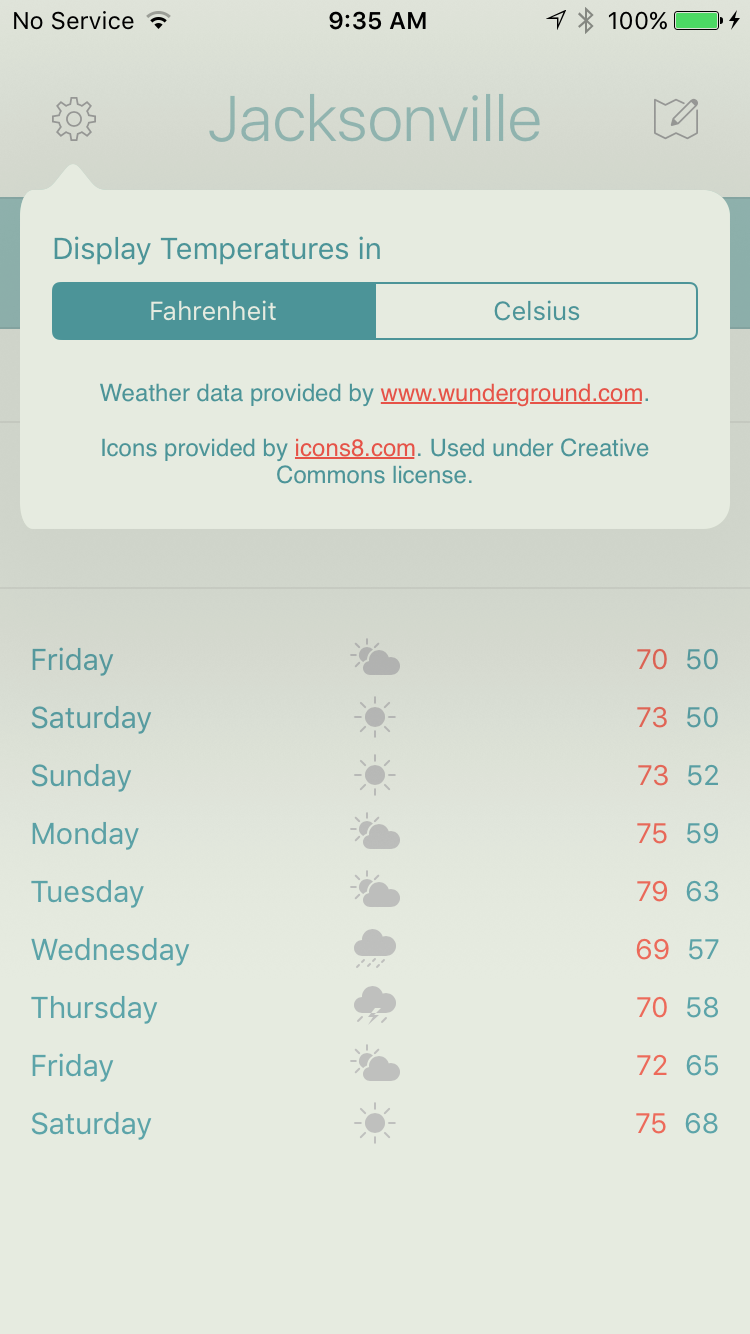 No Service 9:35 AM 100%
Jacksonville
Display Temperatures in
Fahrenheit Celsius
Weather data provided by www.wunderground.com.
Icons provided by icons8.com. Used under Creative
Commons license.
Friday 70 50
Saturday 73 50
Sunday 73 52
Monday 75 59
Tuesday 79 63
Wednesday 69 57
Thursday 70 58
Friday 72 65
Saturday 75 68